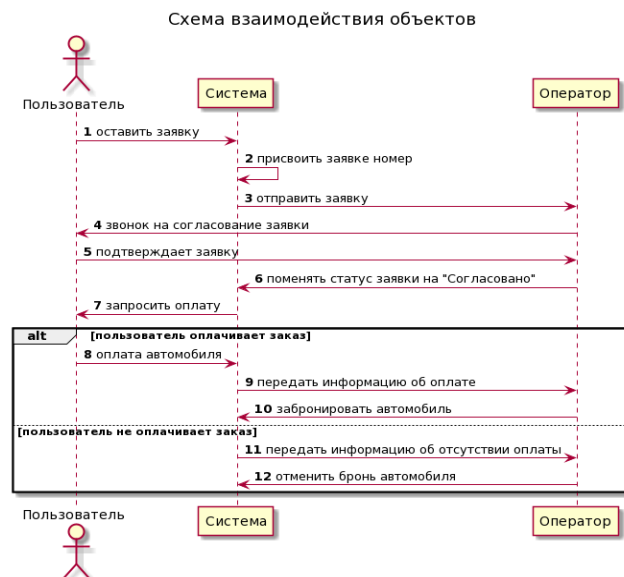 Схема взаимодействия объектов
Пользователь
Система
Оператор
1 оставить заявку
2 присвоить заявке номер
3 отправить заявку
4 звонок на согласование заявки
5 подтверждает заявку
6 поменять статус заявки на "Согласовано"
7 запросить оплату
alt [пользователь оплачивает заказ]
8 оплата автомобиля
9 передать информацию об оплате
10 забронировать автомобиль
[пользователь не оплачивает заказ]
11 передать информацию об отсутствии оплаты
12 отменить бронь автомобиля
Пользователь
Система
Оператор